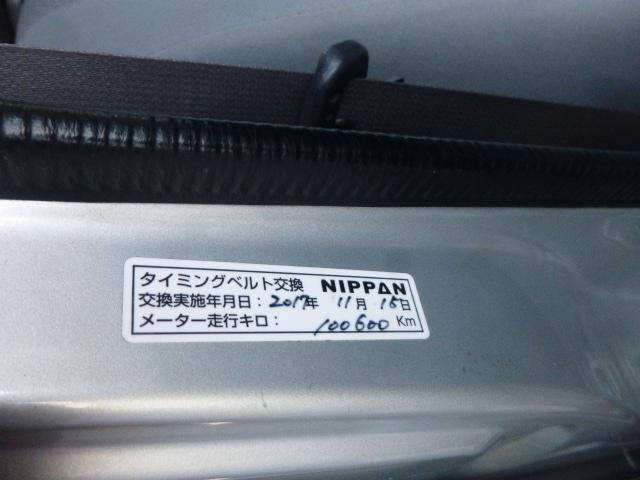 タイミングベルト交換 NIPPAN
交換実施年月日：2017年 11月 15日
メーター走行キロ： 100600 Km